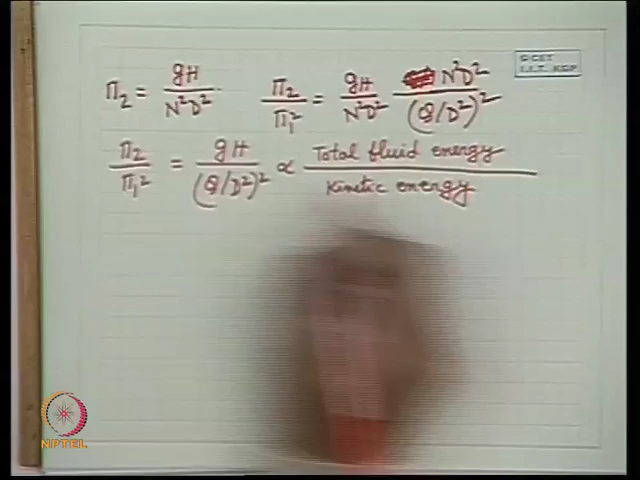 Π₂ = gH / N²D²    Π₂ / Π₁² = gH / N²D² N²D² / (Q/D²)²
Π₂ / Π₁² = gH / (Q/D²)² ∝ Total fluid energy / Kinetic energy
© CET
I.I.T. KGP
NPTEL